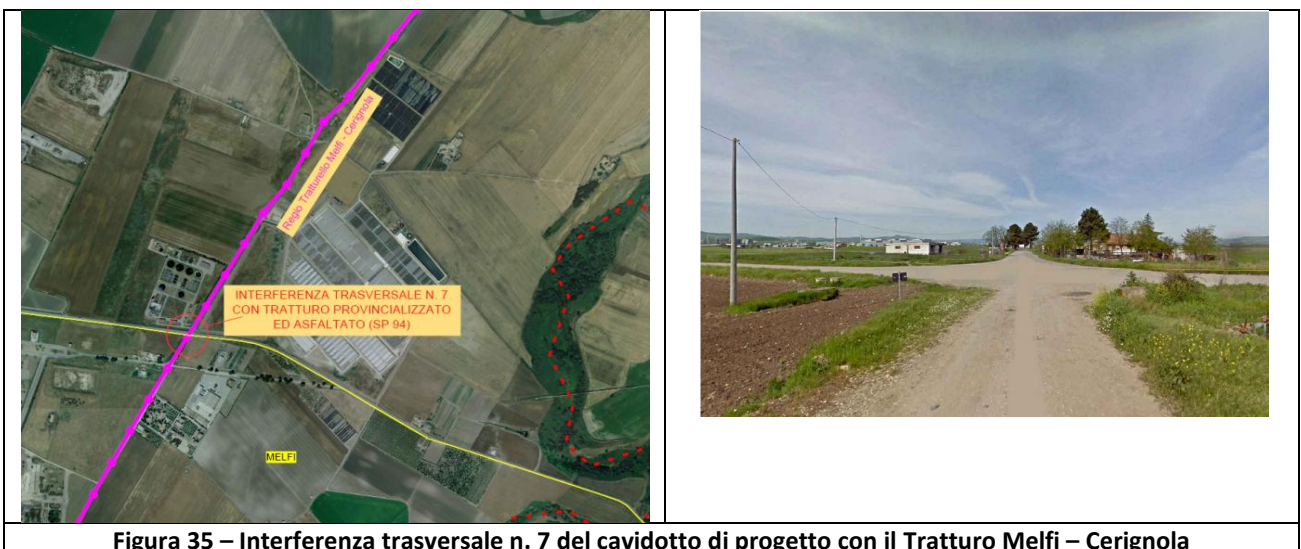 Regio Tratturello Melfi - Cerignola
INTERFERENZA TRASVERSALE N. 7
CON TRATTURO PROVINCIALIZZATO
ED ASFALTATO (SP 94)
MELFI
Figura 35 – Interferenza trasversale n. 7 del cavidotto di progetto con il Tratturo Melfi – Cerignola